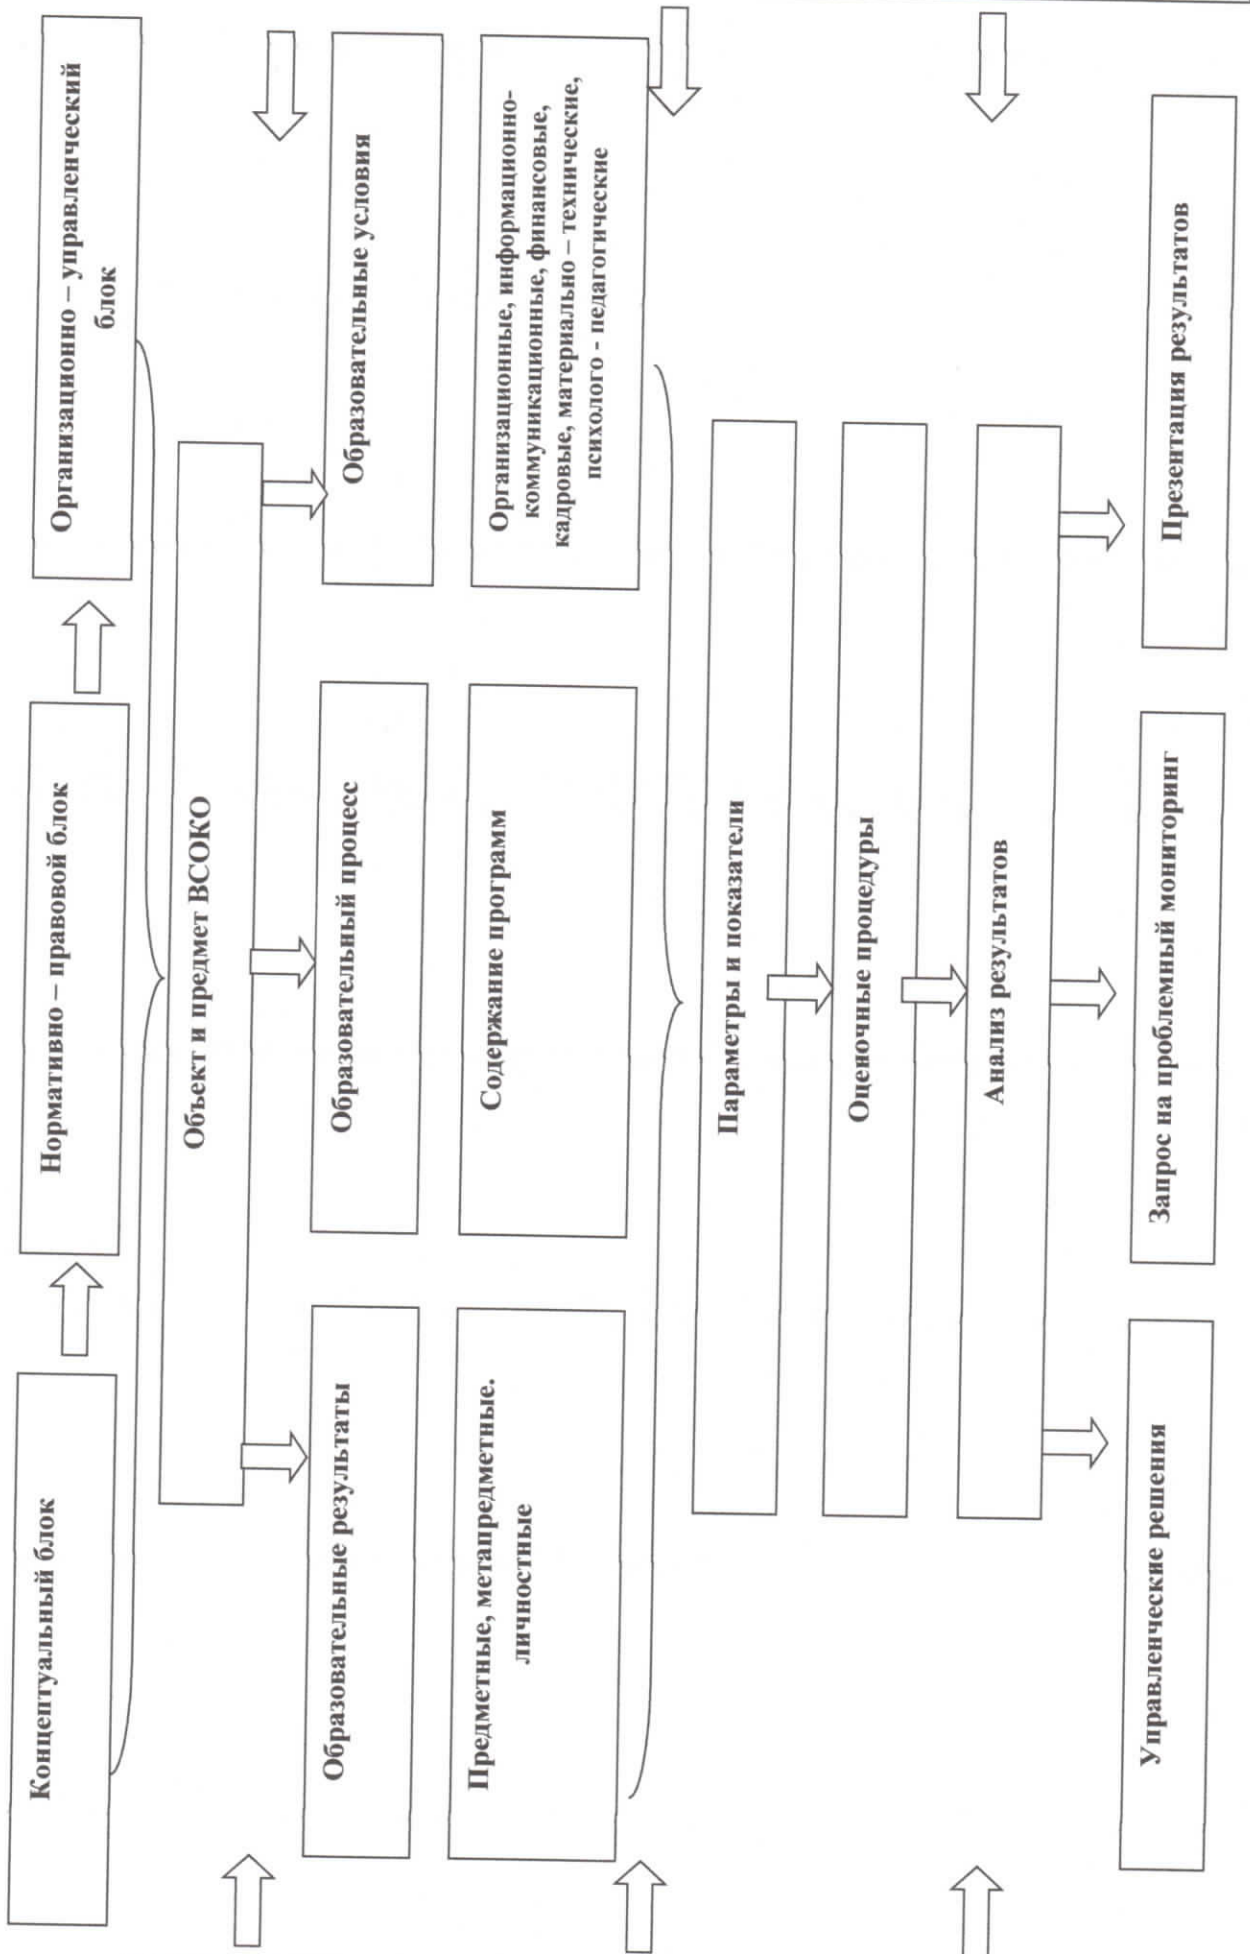 Концептуальный блок
Нормативно – правовой блок
Организационно – управленческий
блок
Объект и предмет ВСОКО
Образовательные результаты
Образовательный процесс
Образовательные условия
Предметные, метапредметные.
личностные
Содержание программ
Организационные, информационно-
коммуникационные, финансовые,
кадровые, материально – технические,
психолого - педагогические
Параметры и показатели
Оценочные процедуры
Анализ результатов
Управленческие решения
Запрос на проблемный мониторинг
Презентация результатов